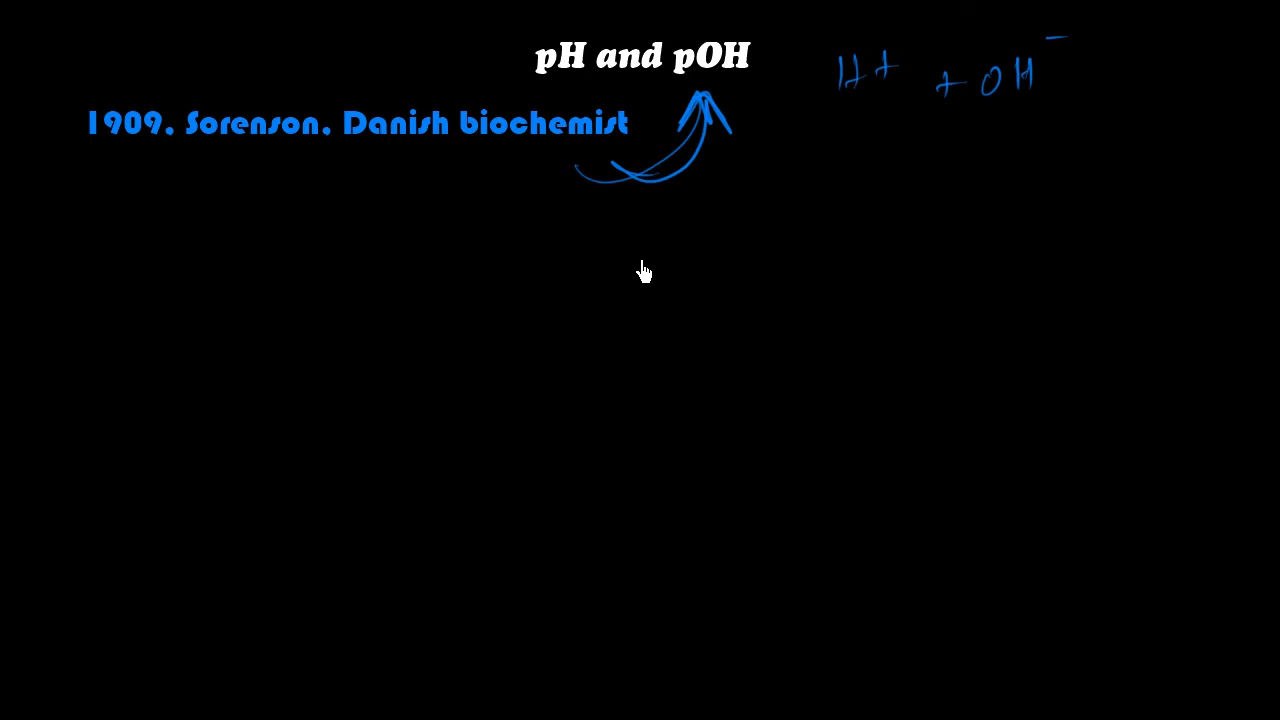 pH and pOH
H+ + OH⁻
1909, Sorenson, Danish biochemist